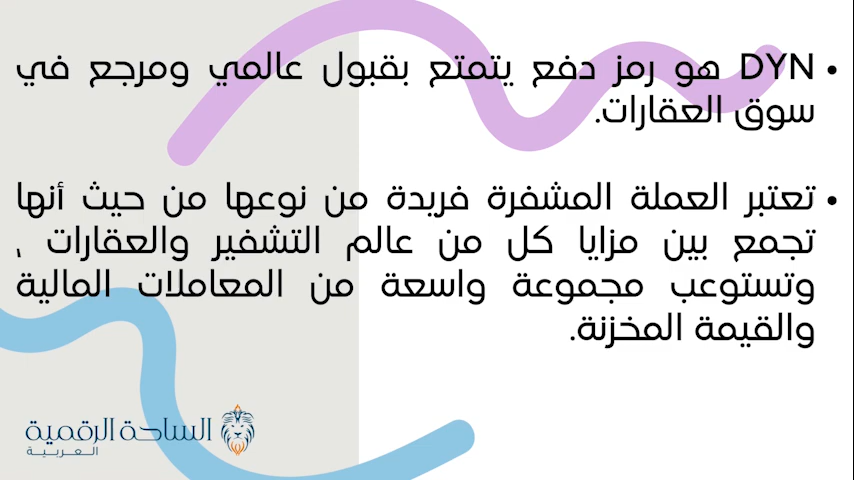 • DYN هو رمز دفع يتمتع بقبول عالمي ومرجع في
سوق العقارات.
• تعتبر العملة المشفرة فريدة من نوعها من حيث أنها
تجمع بين مزايا كل من عالم التشفير والعقارات ،
وتستوعب مجموعة واسعة من المعاملات المالية
والقيمة المخزنة.
الساحة الرقمية
العربية